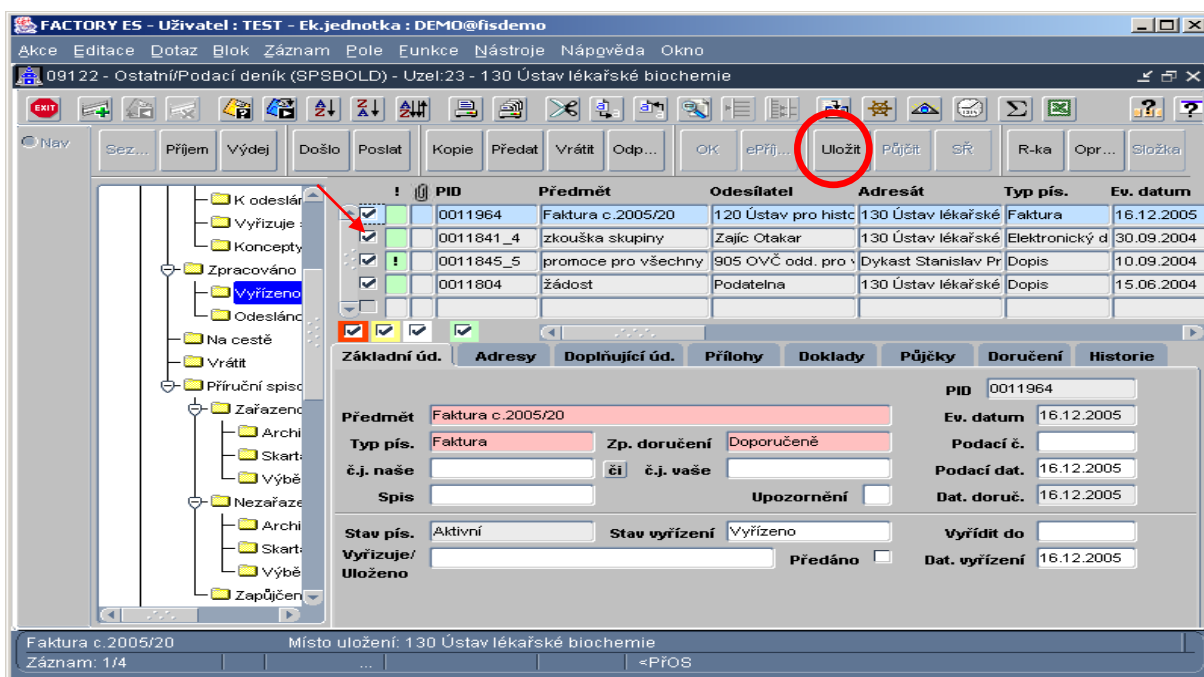 FACTORY ES - Uživatel : TEST - Ek.jednotka : DEMO@fisdemo
Akce Editace Dotaz Blok Záznam Pole Funkce Nástroje Nápověda Okno
09122 - Ostatní/Podací deník (SPSBOLD) - Uzel:23 - 130 Ústav lékařské biochemie
EXIT
Nav Sez... Příjem Výdej Došlo Poslat Kopie Předat Vrátit Odp... OK ePříj... Uložit Půjčit SŘ R-ka Opr... Složka
K odeslán
Vyřizuje
Koncepty
Zpracováno
Vyřízeno
Odesláno
Na cestě
Vrátit
Příruční spisc
Zařazeno
Archi
Skart
Výbě
Nezařaze
Archi
Skart
Výbě
Zapůjčen
! PID Předmět Odesílatel Adresát Typ pís. Ev. datum
0011964 Faktura c.2005/20 120 Ústav pro histo 130 Ústav lékařské Faktura 16.12.2005
0011841_4 zkouška skupiny Zajíc Otakar 130 Ústav lékařské Elektronický d 30.09.2004
! 0011845_5 promoce pro všechny 905 OVČ odd. pro Dykast Stanislav Pr Dopis 10.09.2004
0011804 žádost Podatelna 130 Ústav lékařské Dopis 15.06.2004
Základní úd. Adresy Doplňující úd. Přílohy Doklady Půjčky Doručení Historie
PID 0011964
Předmět Faktura c.2005/20 Ev. datum 16.12.2005
Typ pís. Faktura Zp. doručení Doporučeně Podací č.
č.j. naše či č.j. vaše Podací dat. 16.12.2005
Spis Upozornění Dat. doruč. 16.12.2005
Stav pís. Aktivní Stav vyřízení Vyřízeno Vyřídit do
Vyřizuje/
Uloženo Předáno Dat. vyřízení 16.12.2005
Faktura c.2005/20 Místo uložení: 130 Ústav lékařské biochemie
Záznam: 1/4 ... <PřOS